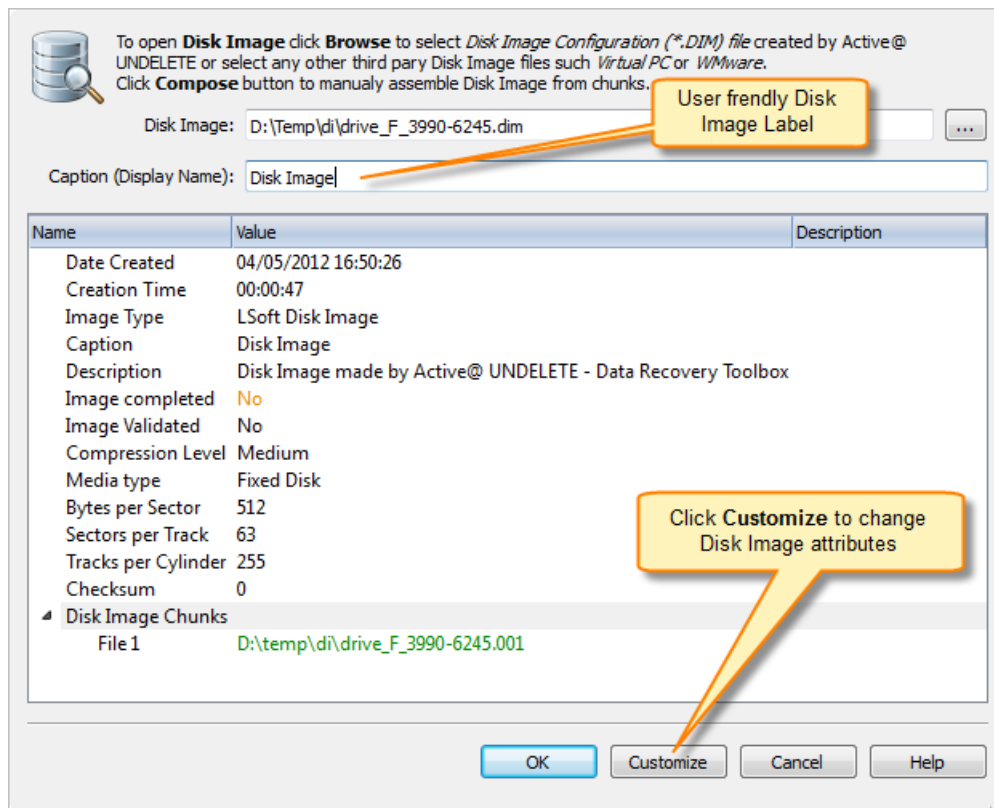 To open Disk Image click Browse to select Disk Image Configuration (*.DIM) file created by Active@
UNDELETE or select any other third pary Disk Image files such Virtual PC or WMware.
Click Compose button to manualy assemble Disk Image from chunks.
User frendly Disk
Image Label
Disk Image: D:\Temp\di\drive_F_3990-6245.dim ...
Caption (Display Name): Disk Image
Name Value Description
Date Created 04/05/2012 16:50:26
Creation Time 00:00:47
Image Type LSoft Disk Image
Caption Disk Image
Description Disk Image made by Active@ UNDELETE - Data Recovery Toolbox
Image completed No
Image Validated No
Compression Level Medium
Media type Fixed Disk
Bytes per Sector 512
Sectors per Track 63
Tracks per Cylinder 255
Checksum 0
Disk Image Chunks
File 1 D:\temp\di\drive_F_3990-6245.001
Click Customize to change
Disk Image attributes
OK Customize Cancel Help